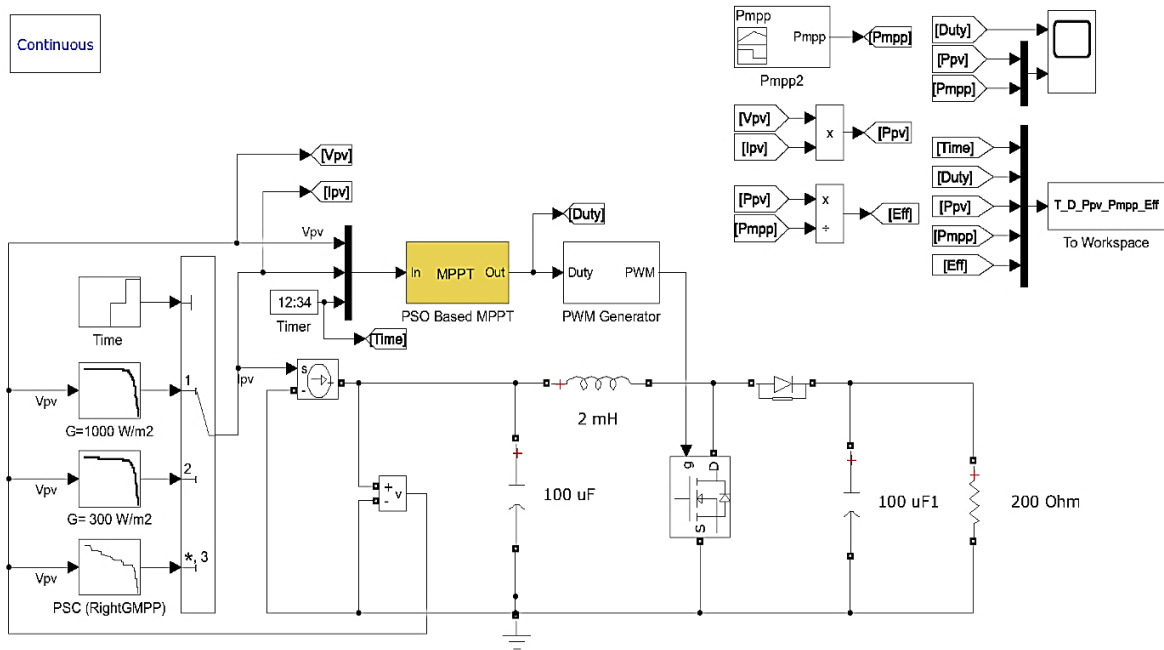 Continuous
Pmpp
Pmpp
[Pmpp]
Pmpp2
[Duty]
[Ppv]
[Pmpp]
[Vpv]
[Ipv]
x
[Ppv]
[Ppv]
[Pmpp]
x
÷
[Eff]
[Time]
[Duty]
[Ppv]
[Pmpp]
[Eff]
T_D_Ppv_Pmpp_Eff
To Workspace
[Vpv]
[Ipv]
[Duty]
Vpv
In
MPPT
Out
PSO Based MPPT
Duty
PWM
PWM Generator
12:34
Timer
[Time]
Time
1
Vpv
G=1000 W/m2
Ipv
s
-
2
Vpv
G= 300 W/m2
*, 3
Vpv
PSC (RightGMPP)
+
-
v
100 uF
2 mH
g
D
S
100 uF1
200 Ohm